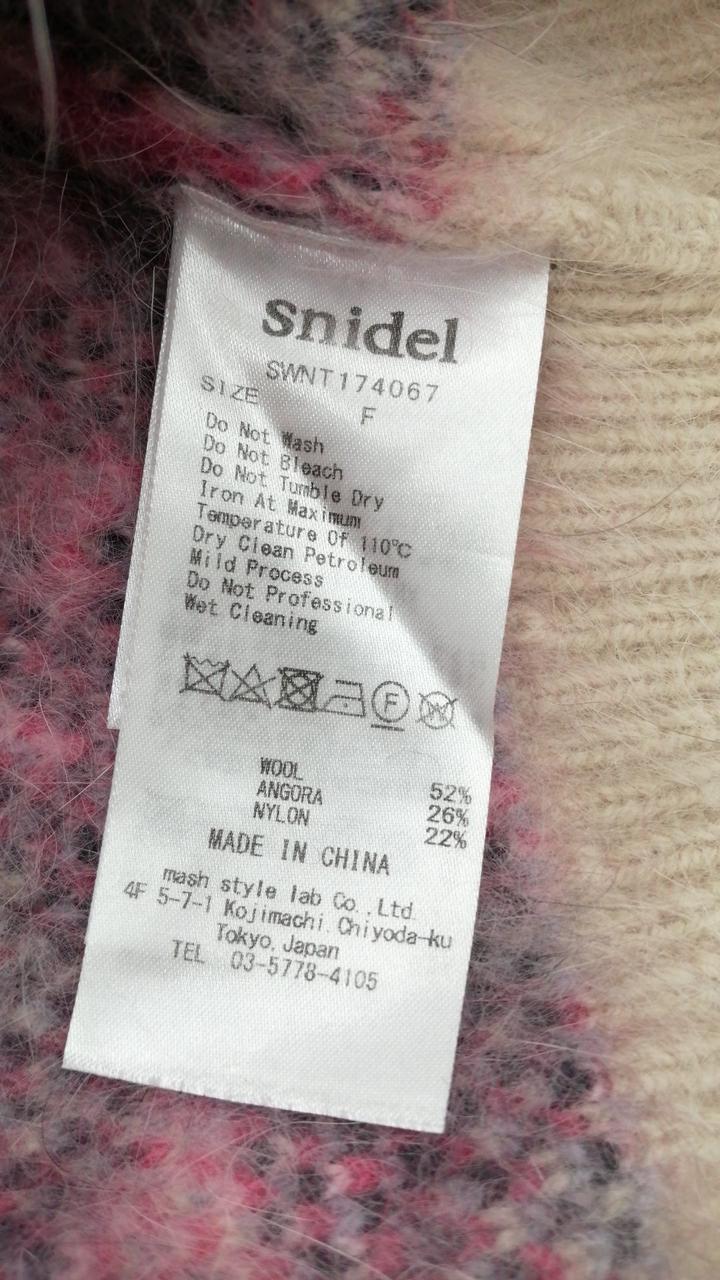 snidel
SWNT174067
SIZE F
Do Not Wash
Do Not Bleach
Do Not Tumble Dry
Iron At Maximum
Temperature Of 110℃
Dry Clean Petroleum
Mild Process
Do Not Professional
Wet Cleaning
F W
WOOL 52%
ANGORA 26%
NYLON 22%
MADE IN CHINA
mash style lab Co.,Ltd.
4F 5-7-1 Kojimachi,Chiyoda-ku
Tokyo,Japan
TEL 03-5778-4105